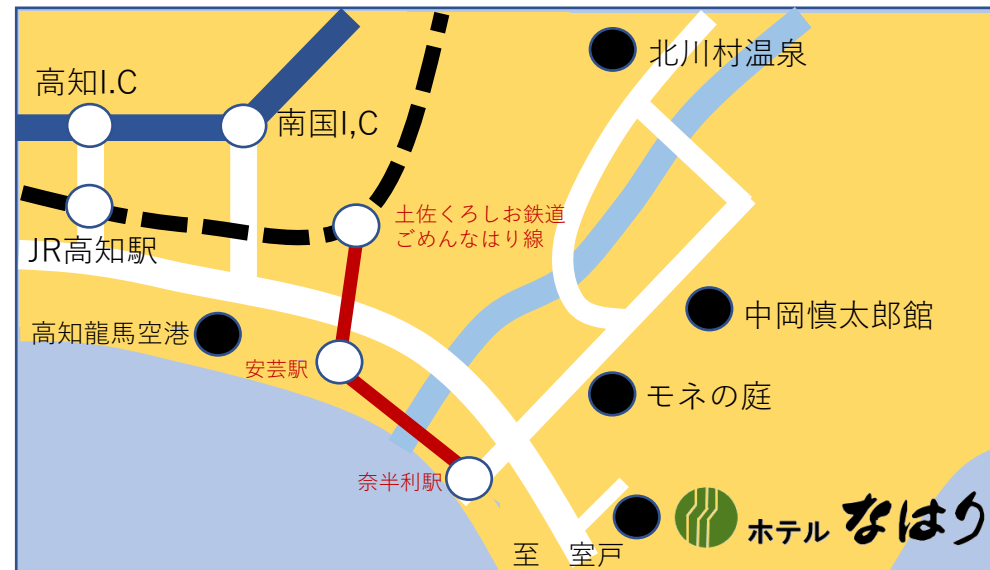 北川村温泉
高知I.C
南国I,C
土佐くろしお鉄道
ごめんなはり線
JR高知駅
中岡慎太郎館
高知龍馬空港
安芸駅
モネの庭
奈半利駅
ホテル なはり
至 室戸